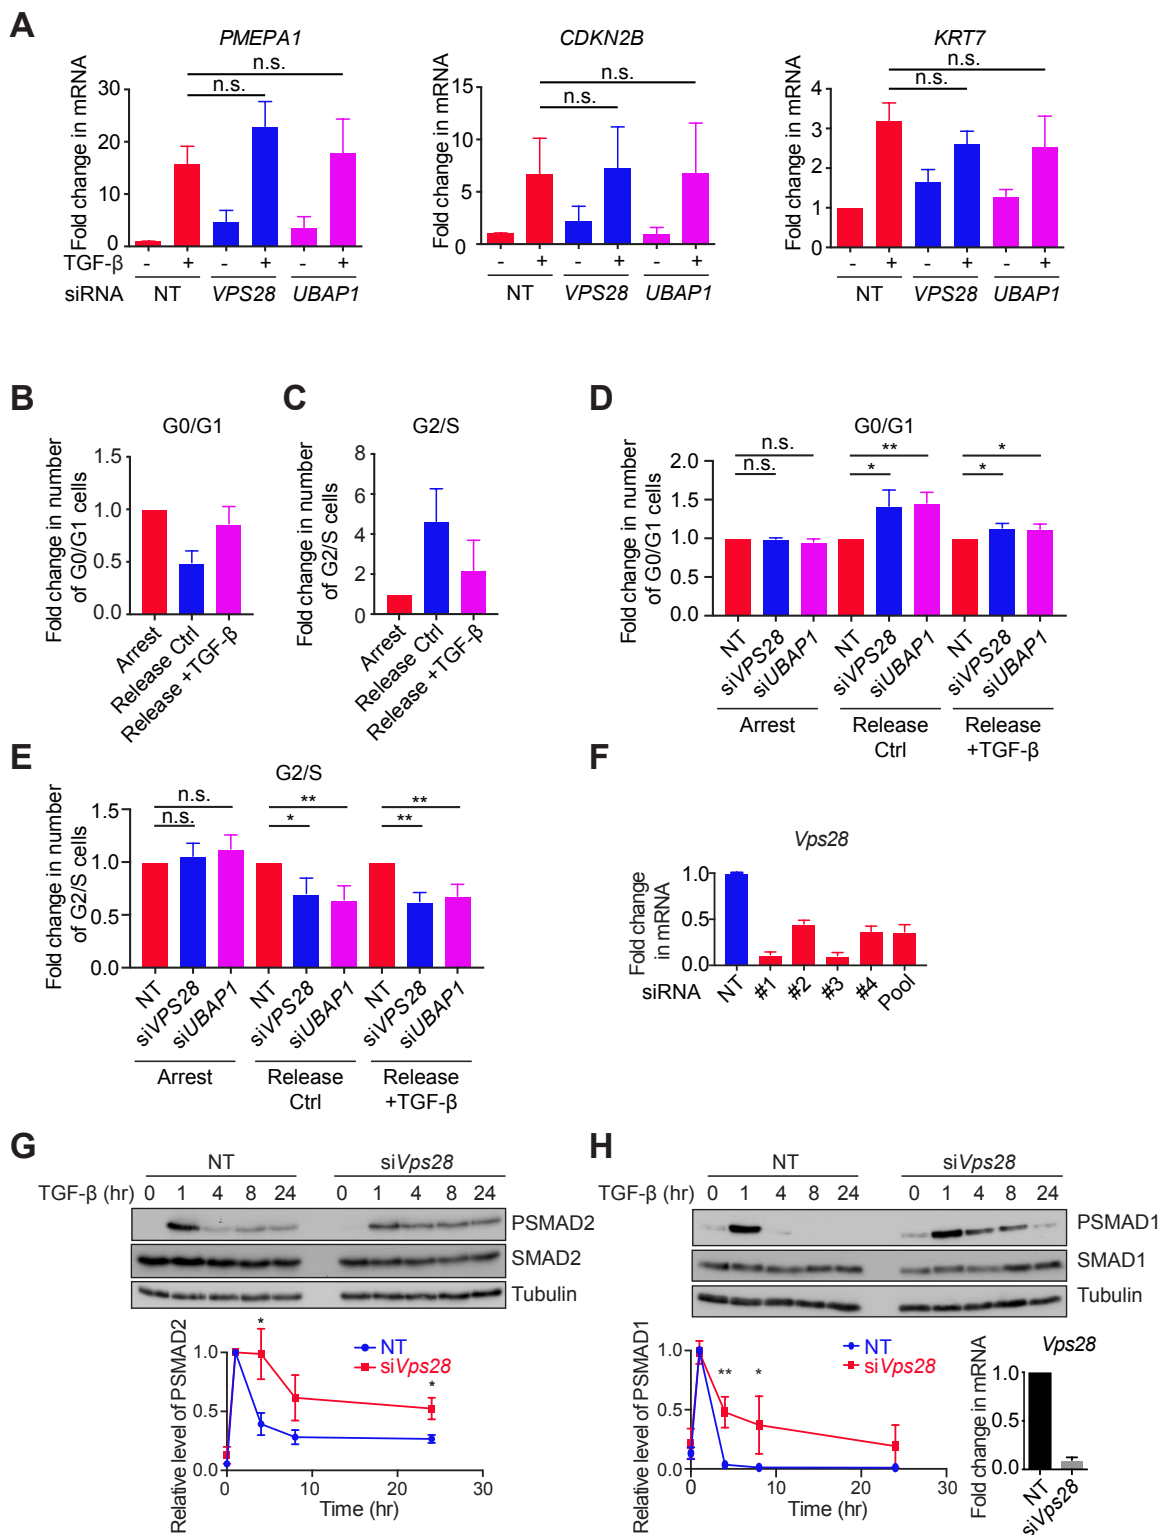 A
PMEPA1
CDKN2B
KRT7
Fold change in mRNA
30
20
10
0
n.s.
n.s.
Fold change in mRNA
15
10
5
0
n.s.
n.s.
Fold change in mRNA
4
3
2
1
0
n.s.
n.s.
TGF-β - + - + - + - + - + - + - + - + - +
siRNA NT VPS28 UBAP1 NT VPS28 UBAP1 NT VPS28 UBAP1
B
G0/G1
Fold change in number
of G0/G1 cells
1.5
1.0
0.5
0.0
Arrest
Release Ctrl
Release +TGF-β
C
G2/S
Fold change in number
of G2/S cells
8
6
4
2
0
Arrest
Release Ctrl
Release +TGF-β
D
G0/G1
Fold change in number
of G0/G1 cells
2.0
1.5
1.0
0.5
0.0
n.s.
n.s.
**
*
*
*
NT siVPS28 siUBAP1 NT siVPS28 siUBAP1 NT siVPS28 siUBAP1
Arrest Release Release
Ctrl +TGF-β
E
G2/S
Fold change in number
of G2/S cells
1.5
1.0
0.5
0.0
n.s.
n.s.
**
*
**
**
NT siVPS28 siUBAP1 NT siVPS28 siUBAP1 NT siVPS28 siUBAP1
Arrest Release Release
Ctrl +TGF-β
F
Vps28
Fold change
in mRNA
1.0
0.5
0.0
siRNA NT #1 #2 #3 #4 Pool
G
NT siVps28
TGF-β (hr) 0 1 4 8 24 0 1 4 8 24
PSMAD2
SMAD2
Tubulin
Relative level of PSMAD2
1.0
0.5
0.0
*
*
NT
siVps28
0 10 20 30
Time (hr)
H
NT siVps28
TGF-β (hr) 0 1 4 8 24 0 1 4 8 24
PSMAD1
SMAD1
Tubulin
Relative level of PSMAD1
1.0
0.5
0.0
** *
NT
siVps28
0 10 20 30
Time (hr)
Vps28
Fold change in mRNA
1.0
0.5
0.0
NT
siVps28